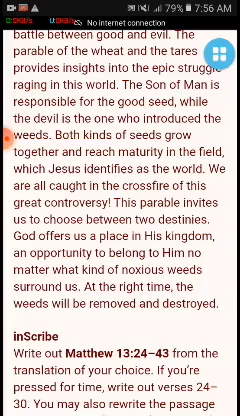 79% 7:56 AM
0:0KB/s U:0KB/s No internet connection
battle between good and evil. The
parable of the wheat and the tares
provides insights into the epic struggle
raging in this world. The Son of Man is
responsible for the good seed, while
the devil is the one who introduced the
weeds. Both kinds of seeds grow
together and reach maturity in the field,
which Jesus identifies as the world. We
are all caught in the crossfire of this
great controversy! This parable invites
us to choose between two destinies.
God offers us a place in His kingdom,
an opportunity to belong to Him no
matter what kind of noxious weeds
surround us. At the right time, the
weeds will be removed and destroyed.
inScribe
Write out Matthew 13:24–43 from the
translation of your choice. If you’re
pressed for time, write out verses 24–
30. You may also rewrite the passage